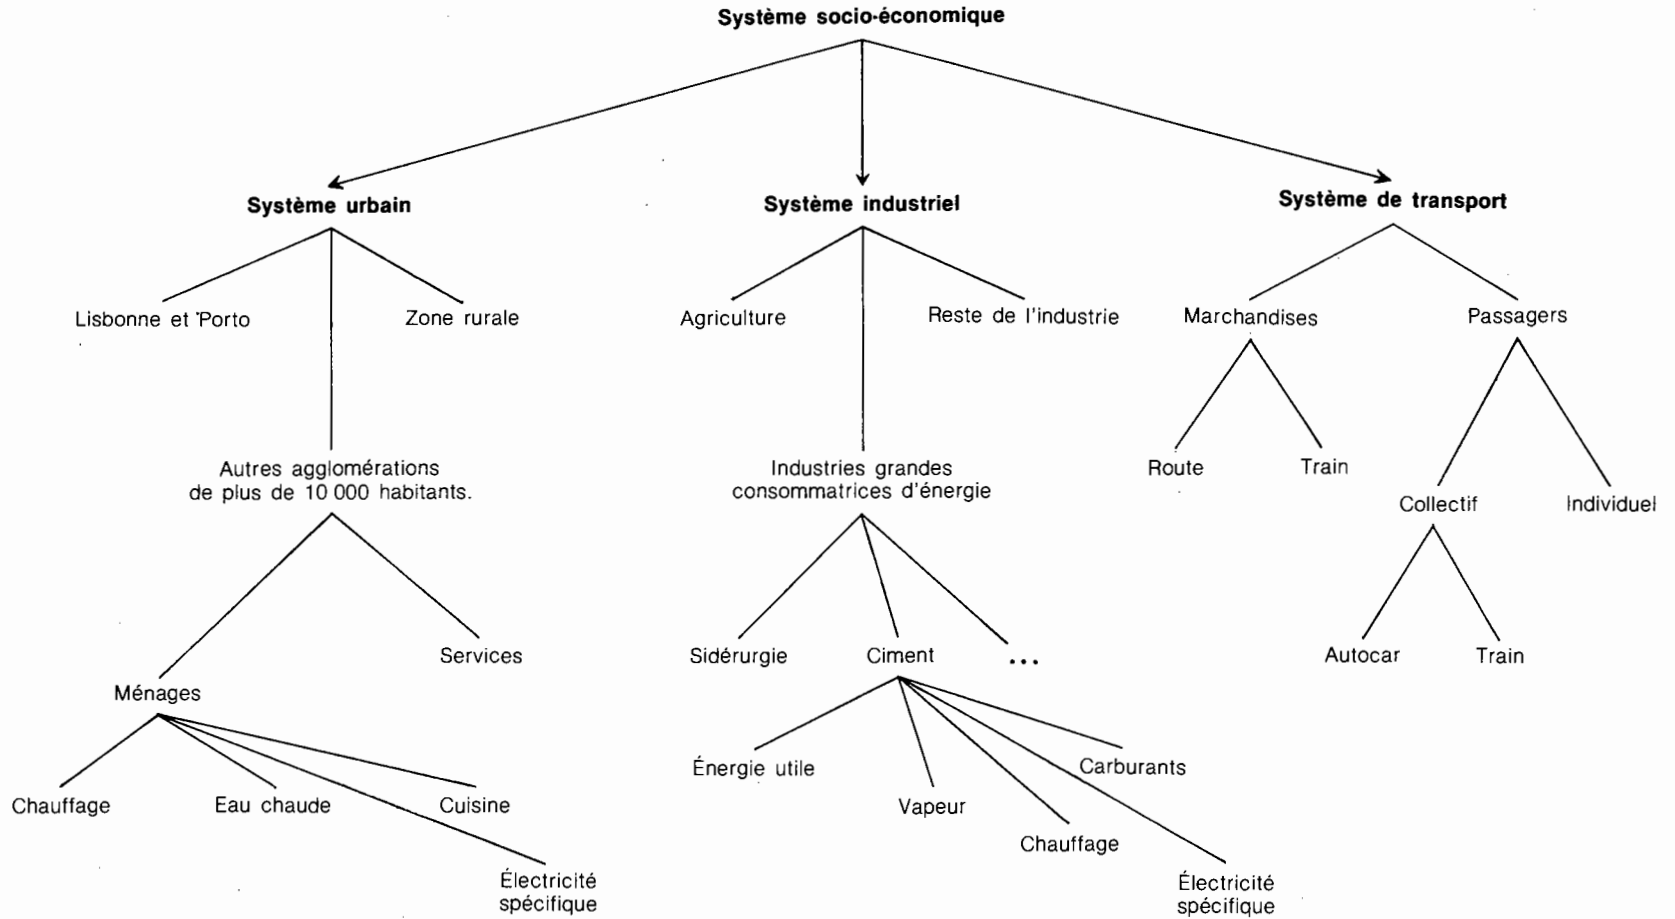 Système socio-économique
Système urbain
Système industriel
Système de transport
Lisbonne et Porto
Zone rurale
Agriculture
Reste de l'industrie
Marchandises
Passagers
Autres agglomérations
de plus de 10 000 habitants.
Industries grandes
consommatrices d'énergie
Route
Train
Collectif
Individuel
Services
Sidérurgie
Ciment
...
Autocar
Train
Ménages
Énergie utile
Carburants
Chauffage
Eau chaude
Cuisine
Vapeur
Chauffage
Électricité
spécifique
Électricité
spécifique